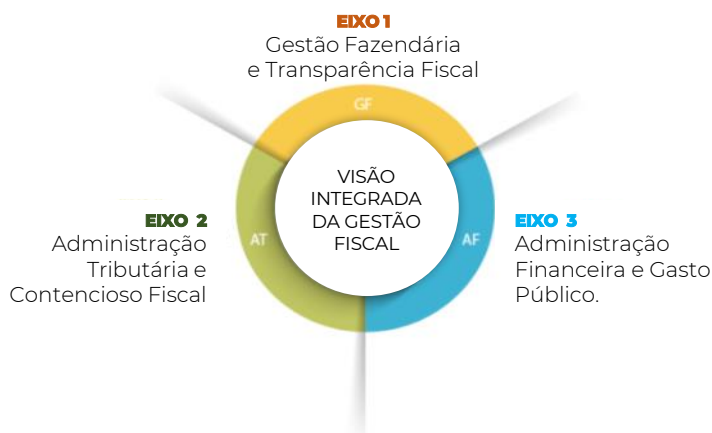 EIXO 1
Gestão Fazendária
e Transparência Fiscal
GF
VISÃO
INTEGRADA
DA GESTÃO
FISCAL
EIXO 2
Administração
Tributária e
Contencioso Fiscal
AT
AF
EIXO 3
Administração
Financeira e Gasto
Público.